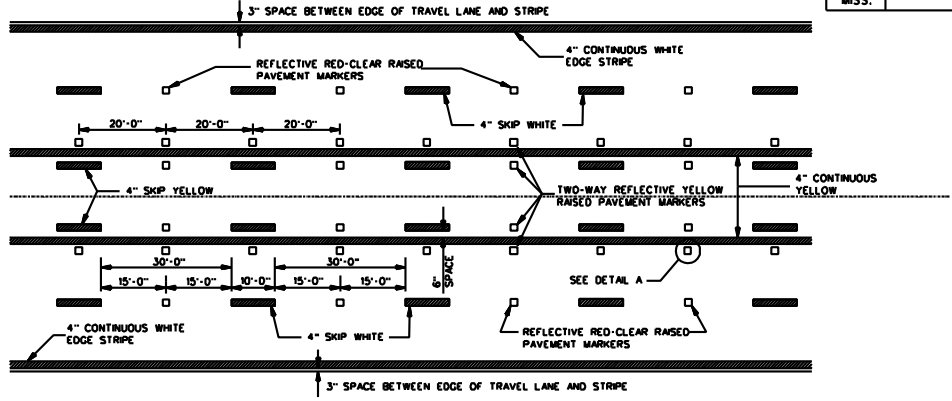 3" SPACE BETWEEN EDGE OF TRAVEL LANE AND STRIPE
MISS.
4" CONTINUOUS WHITE
EDGE STRIPE
REFLECTIVE RED-CLEAR RAISED
PAVEMENT MARKERS
20'-0"
20'-0"
20'-0"
4" SKIP WHITE
4" SKIP YELLOW
TWO-WAY REFLECTIVE YELLOW
RAISED PAVEMENT MARKERS
4" CONTINUOUS
YELLOW
30'-0"
30'-0"
15'-0"
15'-0"
10'-0"
15'-0"
15'-0"
6"
SPACE
SEE DETAIL A
4" CONTINUOUS WHITE
EDGE STRIPE
4" SKIP WHITE
REFLECTIVE RED-CLEAR RAISED
PAVEMENT MARKERS
3" SPACE BETWEEN EDGE OF TRAVEL LANE AND STRIPE